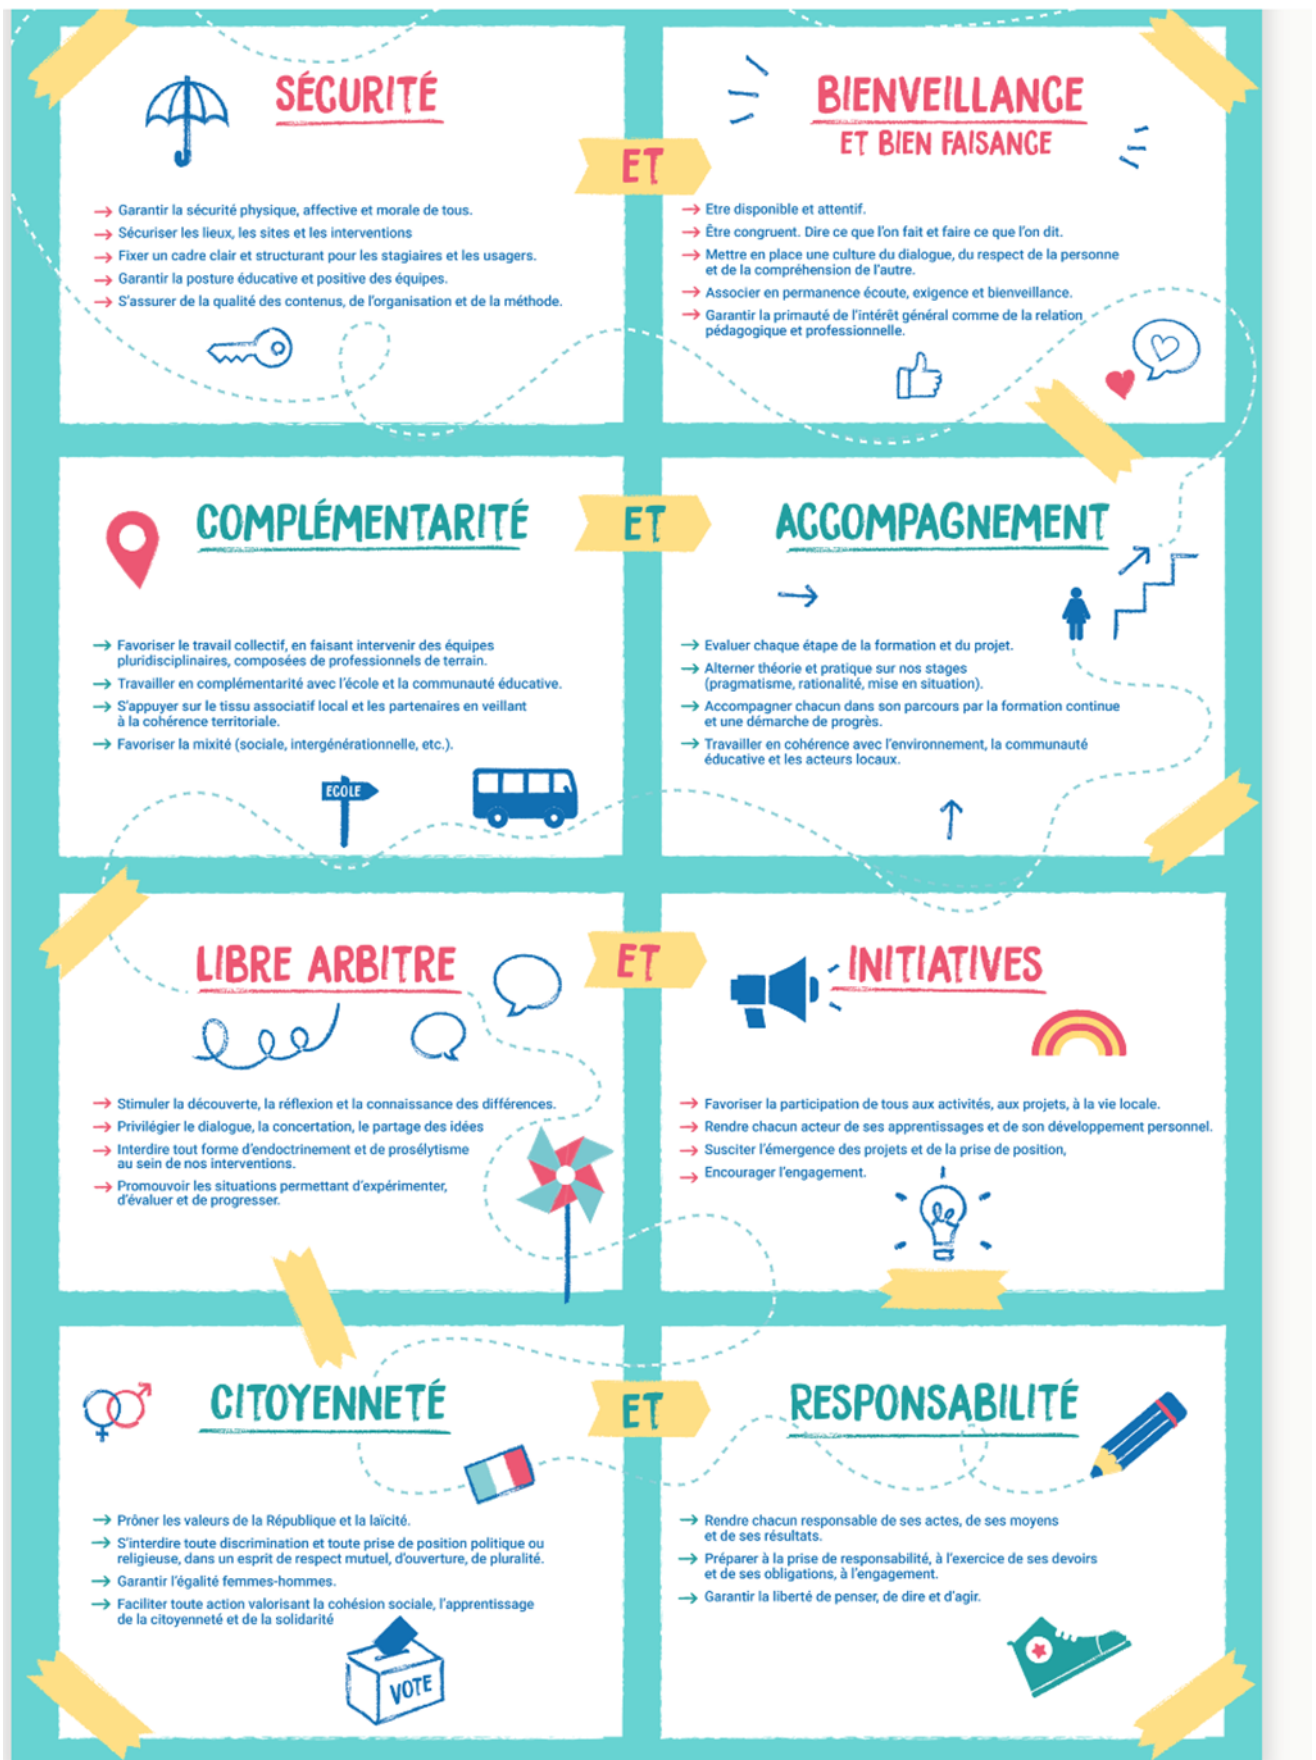 SÉCURITÉ
→ Garantir la sécurité physique, affective et morale de tous.
→ Sécuriser les lieux, les sites et les interventions
→ Fixer un cadre clair et structurant pour les stagiaires et les usagers.
→ Garantir la posture éducative et positive des équipes.
→ S'assurer de la qualité des contenus, de l'organisation et de la méthode.
ET
BIENVEILLANCE
ET BIEN FAISANCE
→ Etre disponible et attentif.
→ Être congruent. Dire ce que l'on fait et faire ce que l'on dit.
→ Mettre en place une culture du dialogue, du respect de la personne
et de la compréhension de l'autre.
→ Associer en permanence écoute, exigence et bienveillance.
→ Garantir la primauté de l'intérêt général comme de la relation
pédagogique et professionnelle.
COMPLÉMENTARITÉ
→ Favoriser le travail collectif, en faisant intervenir des équipes
pluridisciplinaires, composées de professionnels de terrain.
→ Travailler en complémentarité avec l'école et la communauté éducative.
→ S'appuyer sur le tissu associatif local et les partenaires en veillant
à la cohérence territoriale.
→ Favoriser la mixité (sociale, intergénérationnelle, etc.).
ECOLE
ET
ACCOMPAGNEMENT
→ Evaluer chaque étape de la formation et du projet.
→ Alterner théorie et pratique sur nos stages
(pragmatisme, rationalité, mise en situation).
→ Accompagner chacun dans son parcours par la formation continue
et une démarche de progrès.
→ Travailler en cohérence avec l'environnement, la communauté
éducative et les acteurs locaux.
LIBRE ARBITRE
→ Stimuler la découverte, la réflexion et la connaissance des différences.
→ Privilégier le dialogue, la concertation, le partage des idées
→ Interdire tout forme d'endoctrinement et de prosélytisme
au sein de nos interventions.
→ Promouvoir les situations permettant d'expérimenter,
d'évaluer et de progresser.
ET
INITIATIVES
→ Favoriser la participation de tous aux activités, aux projets, à la vie locale.
→ Rendre chacun acteur de ses apprentissages et de son développement personnel.
→ Susciter l'émergence des projets et de la prise de position,
→ Encourager l'engagement.
CITOYENNETÉ
→ Prôner les valeurs de la République et la laïcité.
→ S'interdire toute discrimination et toute prise de position politique ou
religieuse, dans un esprit de respect mutuel, d'ouverture, de pluralité.
→ Garantir l'égalité femmes-hommes.
→ Faciliter toute action valorisant la cohésion sociale, l'apprentissage
de la citoyenneté et de la solidarité
VOTE
ET
RESPONSABILITÉ
→ Rendre chacun responsable de ses actes, de ses moyens
et de ses résultats.
→ Préparer à la prise de responsabilité, à l'exercice de ses devoirs
et de ses obligations, à l'engagement.
→ Garantir la liberté de penser, de dire et d'agir.